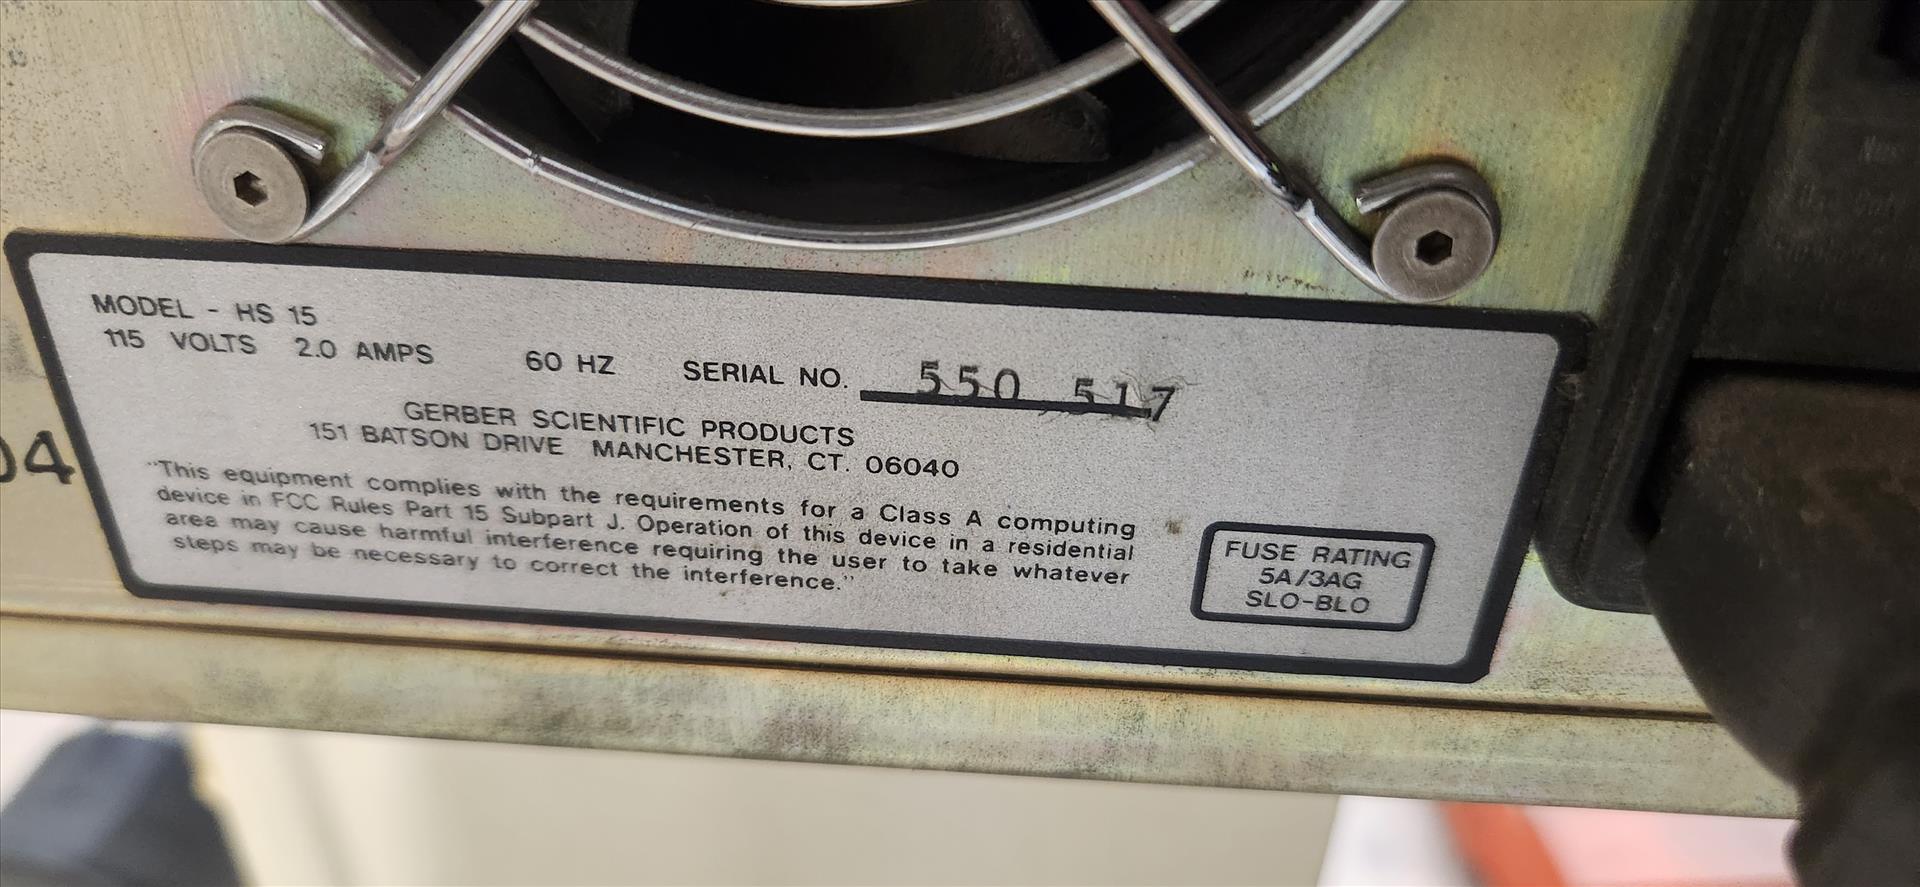 MODEL - HS 15
115 VOLTS 2.0 AMPS 60 HZ SERIAL NO. 550 517
GERBER SCIENTIFIC PRODUCTS
151 BATSON DRIVE MANCHESTER, CT. 06040
"This equipment complies with the requirements for a Class A computing
device in FCC Rules Part 15 Subpart J. Operation of this device in a residential
area may cause harmful interference requiring the user to take whatever
steps may be necessary to correct the interference."
FUSE RATING
5A/3AG
SLO-BLO
04